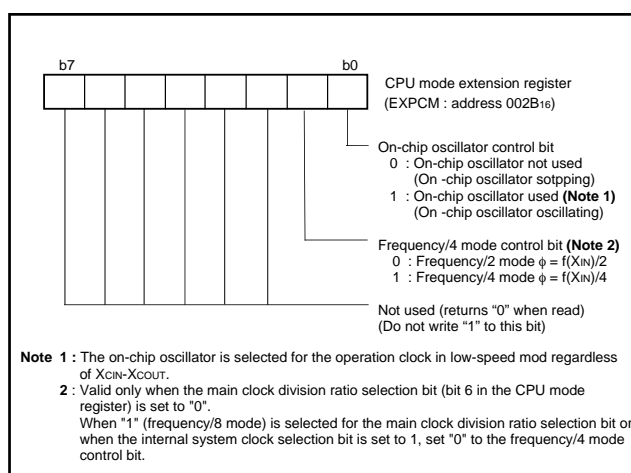 b7 b0
CPU mode extension register
(EXPCM : address 002B16)
On-chip oscillator control bit
0 : On-chip oscillator not used
(On -chip oscillator sotpping)
1 : On-chip oscillator used (Note 1)
(On -chip oscillator oscillating)
Frequency/4 mode control bit (Note 2)
0 : Frequency/2 mode ϕ = f(XIN)/2
1 : Frequency/4 mode ϕ = f(XIN)/4
Not used (returns “0” when read)
(Do not write “1” to this bit)
Note 1 : The on-chip oscillator is selected for the operation clock in low-speed mod regardless
of XCIN-XCOUT.
2 : Valid only when the main clock division ratio selection bit (bit 6 in the CPU mode
register) is set to "0".
When "1" (frequency/8 mode) is selected for the main clock division ratio selection bit or
when the internal system clock selection bit is set to 1, set "0" to the frequency/4 mode
control bit.